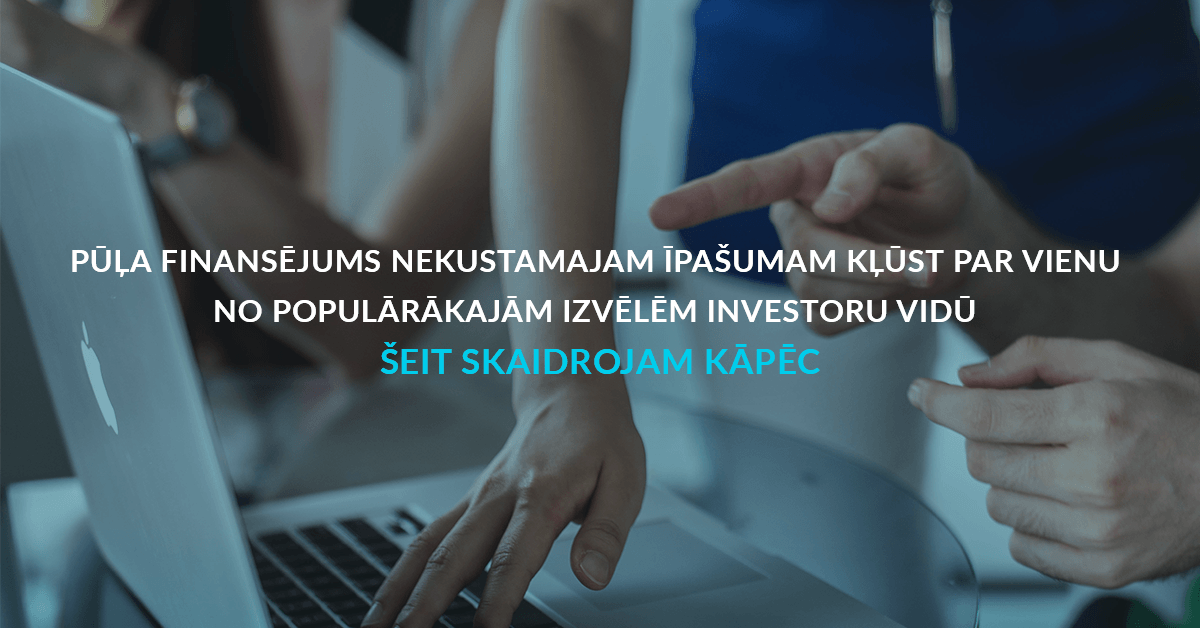 PŪĻA FINANSĒJUMS NEKUSTAMAJAM ĪPAŠUMAM KĻŪST PAR VIENU
NO POPULĀRĀKAJĀM IZVĒLĒM INVESTORU VIDŪ
ŠEIT SKAIDROJAM KĀPĒC